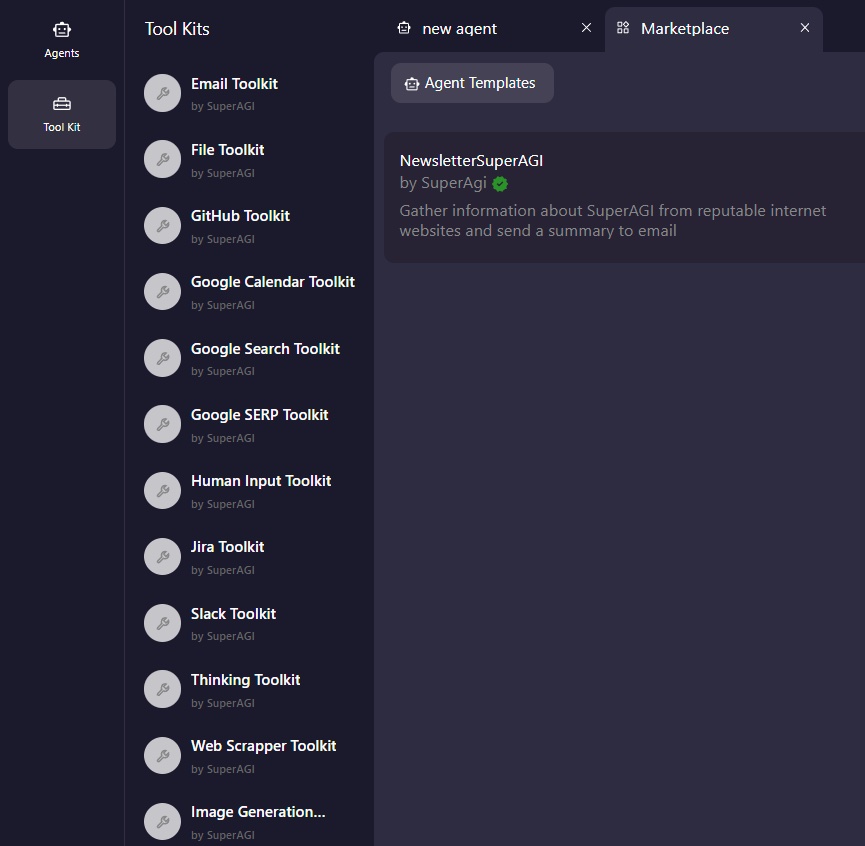 Agents
Tool Kit
Tool Kits
Email Toolkit
by SuperAGI
File Toolkit
by SuperAGI
GitHub Toolkit
by SuperAGI
Google Calendar Toolkit
by SuperAGI
Google Search Toolkit
by SuperAGI
Google SERP Toolkit
by SuperAGI
Human Input Toolkit
by SuperAGI
Jira Toolkit
by SuperAGI
Slack Toolkit
by SuperAGI
Thinking Toolkit
by SuperAGI
Web Scrapper Toolkit
by SuperAGI
Image Generation...
by SuperAGI
new agent
Marketplace
Agent Templates
NewsletterSuperAGI
by SuperAgi
Gather information about SuperAGI from reputable internet
websites and send a summary to email